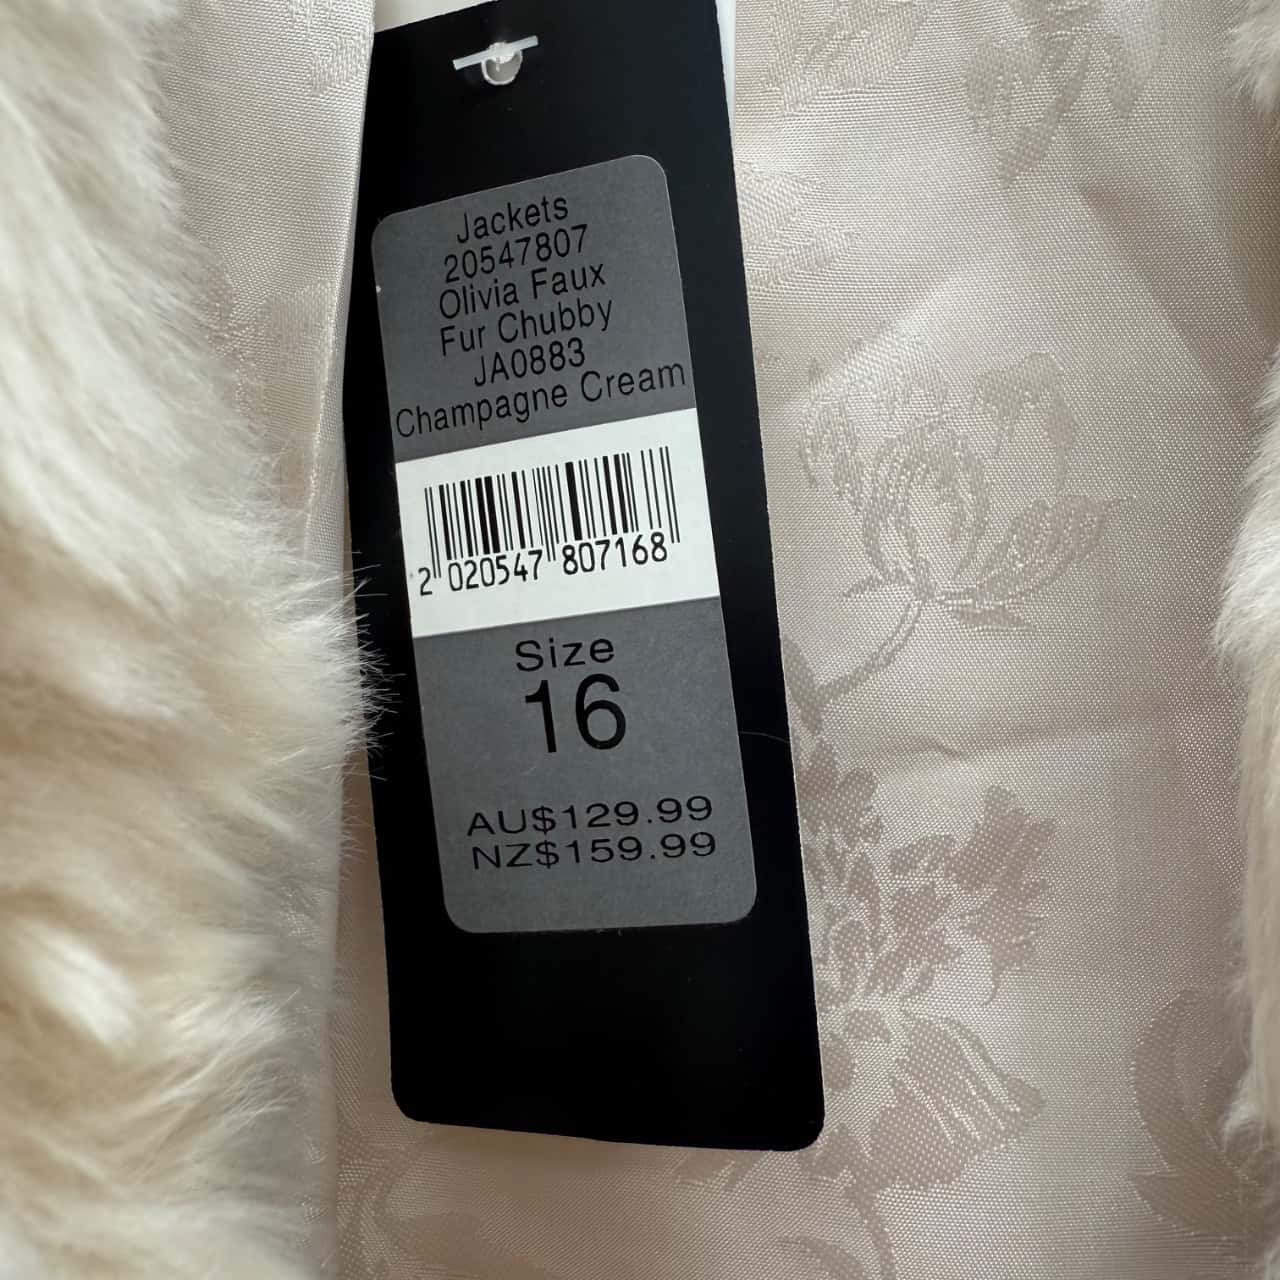 Jackets
20547807
Olivia Faux
Fur Chubby
JA0883
Champagne Cream
2 020547 807168
Size
16
AU$129.99
NZ$159.99